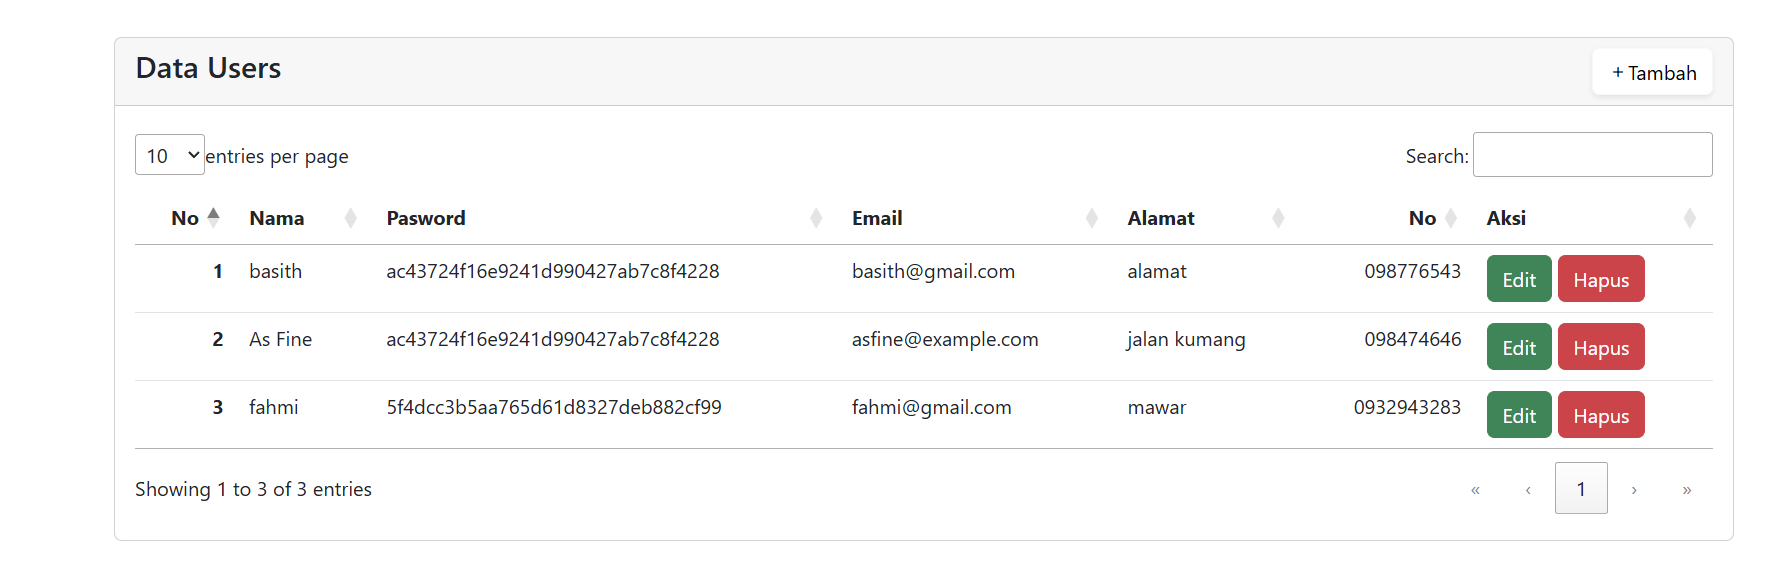 Data Users
+ Tambah
10 entries per page
Search:
No Nama Pasword Email Alamat No Aksi
1 basith ac43724f16e9241d990427ab7c8f4228 basith@gmail.com alamat 098776543 Edit Hapus
2 As Fine ac43724f16e9241d990427ab7c8f4228 asfine@example.com jalan kumang 098474646 Edit Hapus
3 fahmi 5f4dcc3b5aa765d61d8327deb882cf99 fahmi@gmail.com mawar 0932943283 Edit Hapus
Showing 1 to 3 of 3 entries
« ‹ 1 › »